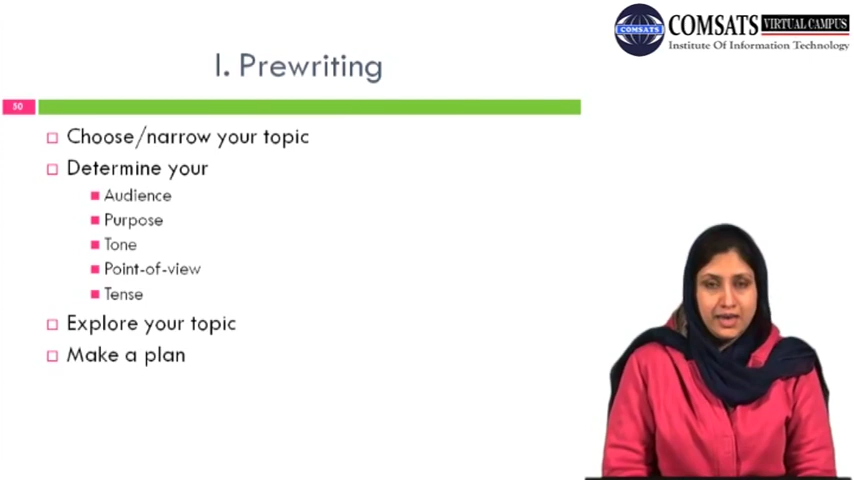 COMSATS VIRTUAL CAMPUS
COMSATS
Institute Of Information Technology
I. Prewriting
50
Choose/narrow your topic
Determine your
Audience
Purpose
Tone
Point-of-view
Tense
Explore your topic
Make a plan